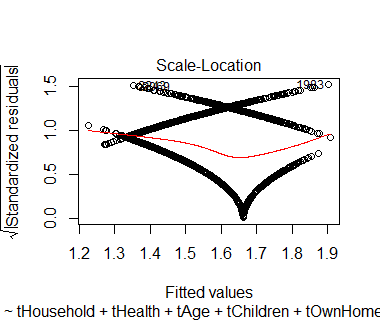 Scale-Location
√|Standardized residuals|
1983
0.0 0.5 1.0 1.5
1.2 1.3 1.4 1.5 1.6 1.7 1.8 1.9
Fitted values
~ tHousehold + tHealth + tAge + tChildren + tOwnHome